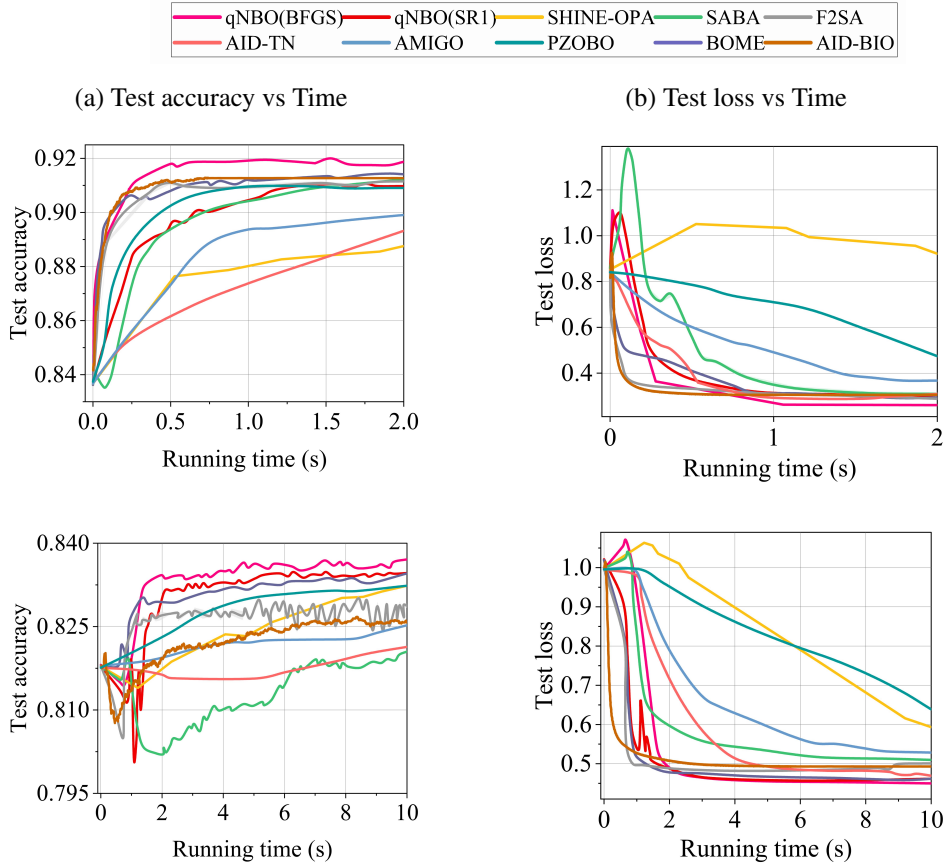 qNBO(BFGS) qNBO(SR1) SHINE-OPA SABA F2SA
AID-TN AMIGO PZOBO BOME AID-BIO
(a) Test accuracy vs Time
(b) Test loss vs Time
0.92
0.90
0.88
0.86
0.84
Test accuracy
0.0 0.5 1.0 1.5 2.0
Running time (s)
1.2
1.0
0.8
0.6
0.4
Test loss
0 1 2
Running time (s)
0.840
0.825
0.810
0.795
Test accuracy
0 2 4 6 8 10
Running time (s)
1.0
0.9
0.8
0.7
0.6
0.5
Test loss
0 2 4 6 8 10
Running time (s)